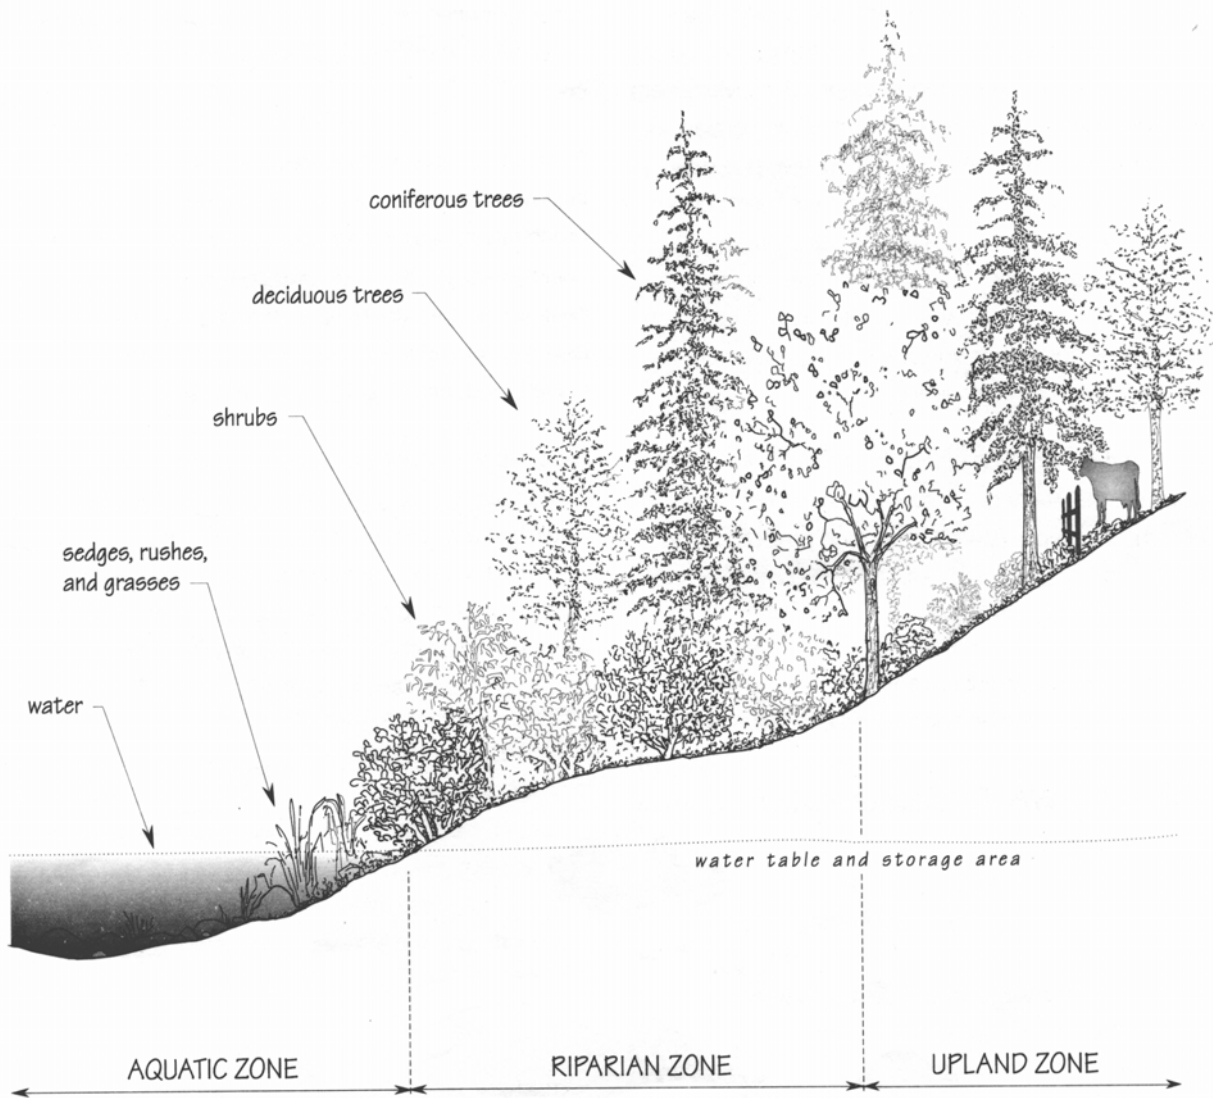 coniferous trees
deciduous trees
shrubs
sedges, rushes,
and grasses
water
water table and storage area
AQUATIC ZONE
RIPARIAN ZONE
UPLAND ZONE